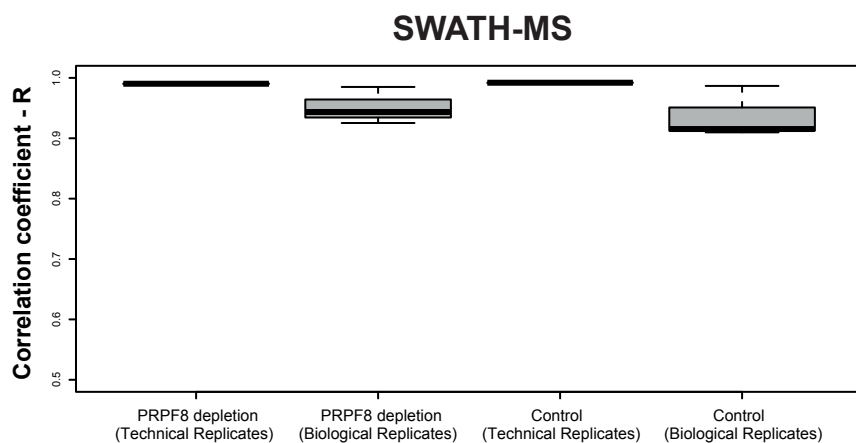 SWATH-MS
Correlation coefficient - R
1.0
0.9
0.8
0.7
0.6
0.5
PRPF8 depletion
(Technical Replicates)
PRPF8 depletion
(Biological Replicates)
Control
(Technical Replicates)
Control
(Biological Replicates)